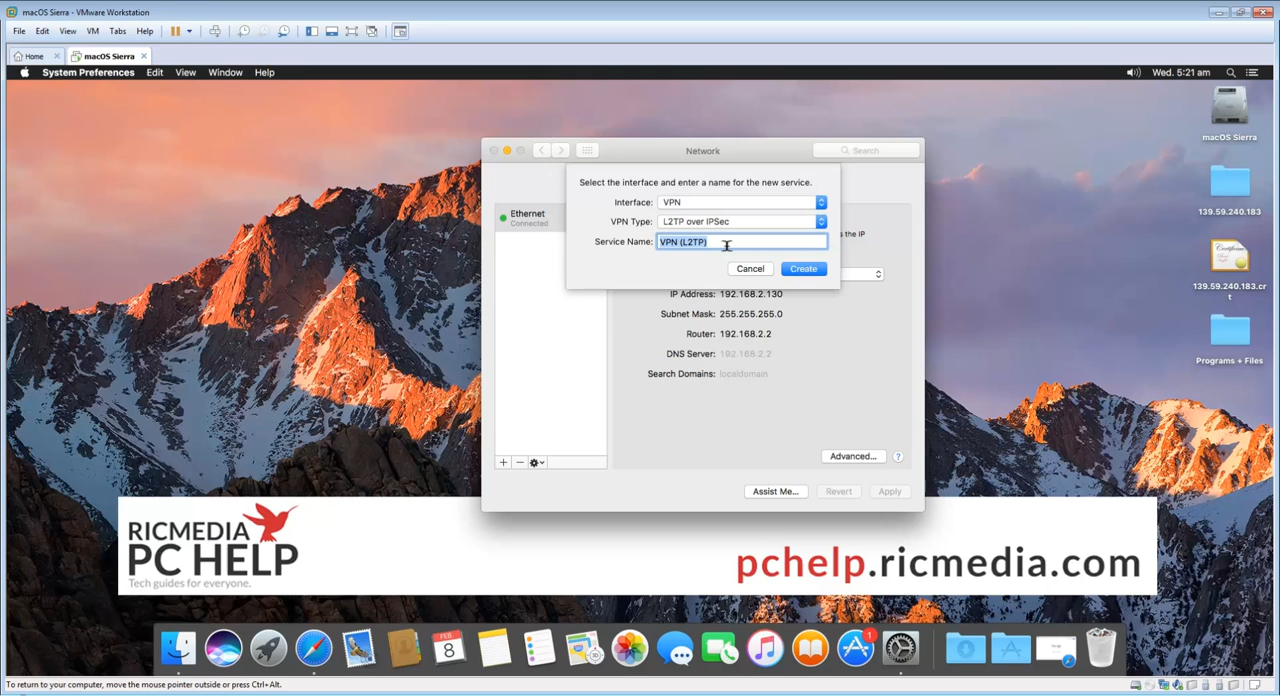 macOS Sierra - VMware Workstation
File Edit View VM Tabs Help
Home macOS Sierra
System Preferences Edit View Window Help Wed. 5:21 am
macOS Sierra
139.59.240.183
139.59.240.183.cr
t
Programs + Files
Network
Search
Select the interface and enter a name for the new service.
Interface: VPN
VPN Type: L2TP over IPSec
Service Name: VPN (L2TP)
Cancel Create
Ethernet
Connected
s the IP
IP Address: 192.168.2.130
Subnet Mask: 255.255.255.0
Router: 192.168.2.2
DNS Server: 192.168.2.2
Search Domains: localdomain
Advanced... ?
Assist Me... Revert Apply
RICMEDIA
PC HELP
Tech guides for everyone.
pchelp.ricmedia.com
FEB
8
1
To return to your computer, move the mouse pointer outside or press Ctrl+Alt.